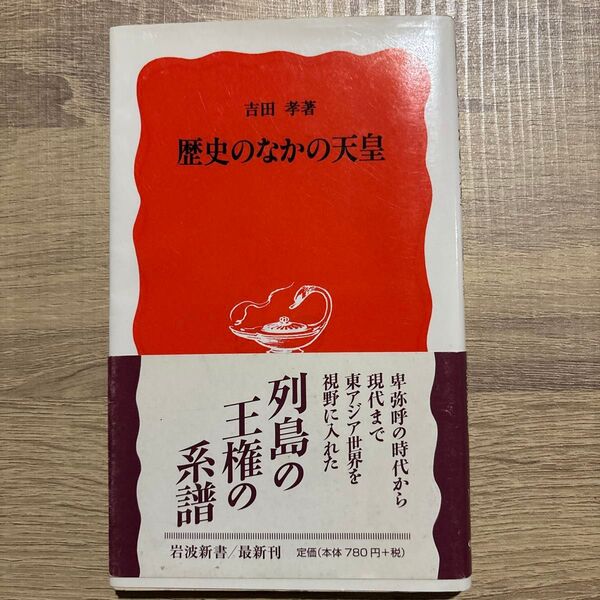 吉田 孝著
歴史のなかの天皇
卑弥呼の時代から
現代まで
東アジア世界を
視野に入れた
列島の
王権の
系譜
岩波新書/最新刊 定価(本体780円+税)